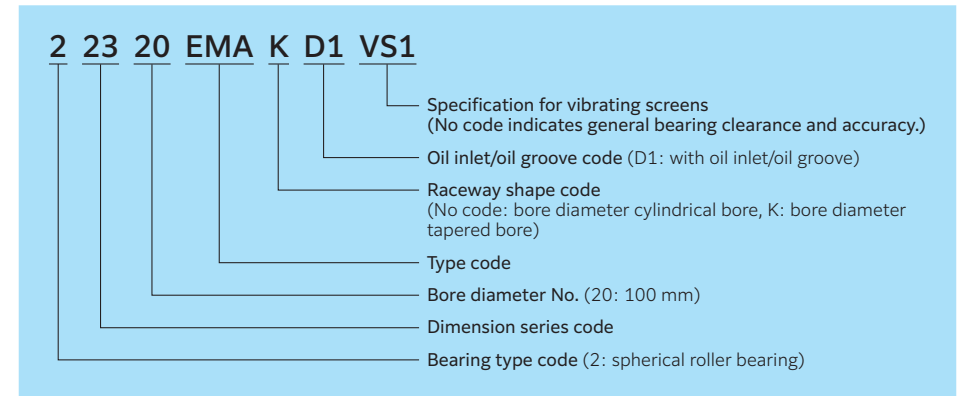 2 23 20 EMA K D1 VS1
Specification for vibrating screens
(No code indicates general bearing clearance and accuracy.)
Oil inlet/oil groove code (D1: with oil inlet/oil groove)
Raceway shape code
(No code: bore diameter cylindrical bore, K: bore diameter
tapered bore)
Type code
Bore diameter No. (20: 100 mm)
Dimension series code
Bearing type code (2: spherical roller bearing)